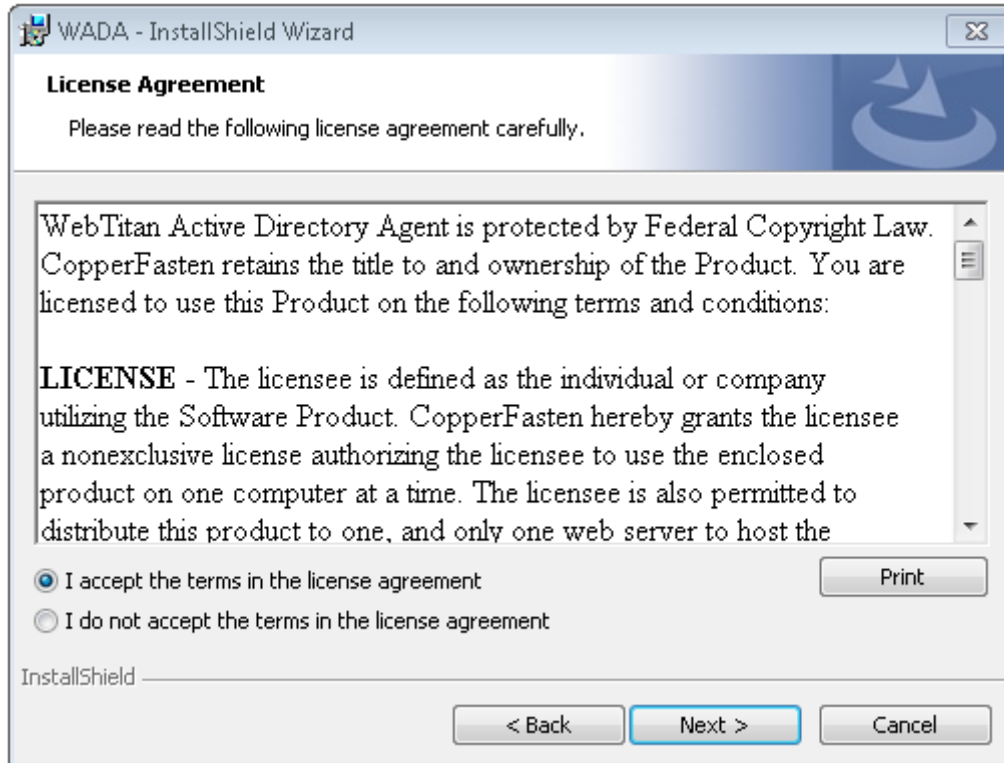 WADA - InstallShield Wizard
License Agreement
Please read the following license agreement carefully.
WebTitan Active Directory Agent is protected by Federal Copyright Law.
CopperFasten retains the title to and ownership of the Product. You are
licensed to use this Product on the following terms and conditions:
LICENSE - The licensee is defined as the individual or company
utilizing the Software Product. CopperFasten hereby grants the licensee
a nonexclusive license authorizing the licensee to use the enclosed
product on one computer at a time. The licensee is also permitted to
distribute this product to one, and only one web server to host the
I accept the terms in the license agreement
Print
I do not accept the terms in the license agreement
InstallShield
< Back
Next >
Cancel